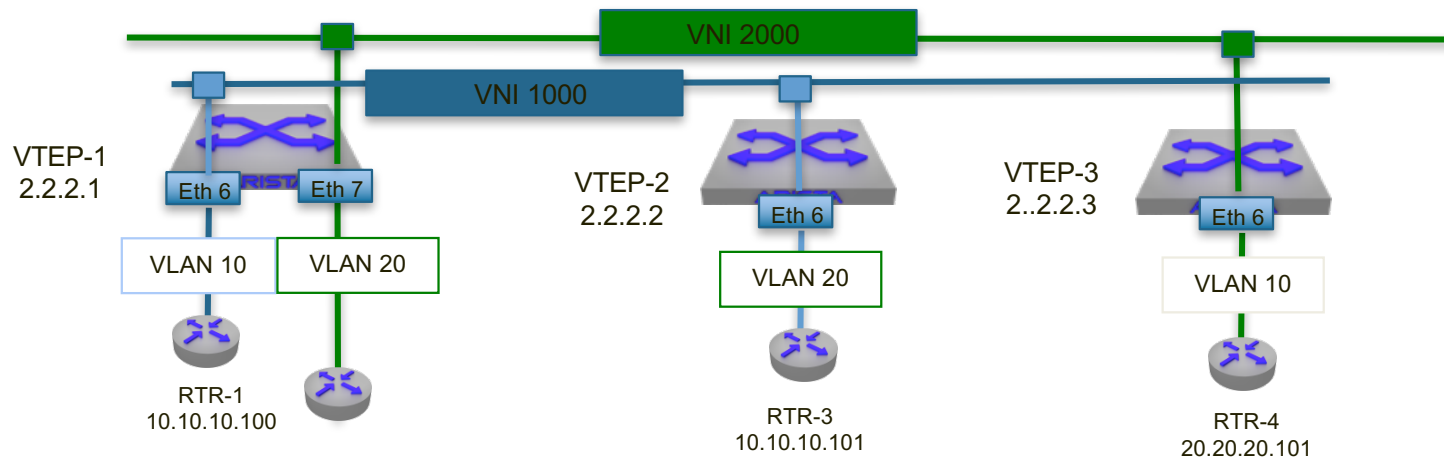 VNI 2000
VNI 1000
VTEP-1
2.2.2.1
Eth 6
RISTA
Eth 7
VTEP-2
2.2.2.2
Eth 6
VTEP-3
2..2.2.3
Eth 6
VLAN 10
VLAN 20
VLAN 20
VLAN 10
RTR-1
10.10.10.100
RTR-3
10.10.10.101
RTR-4
20.20.20.101